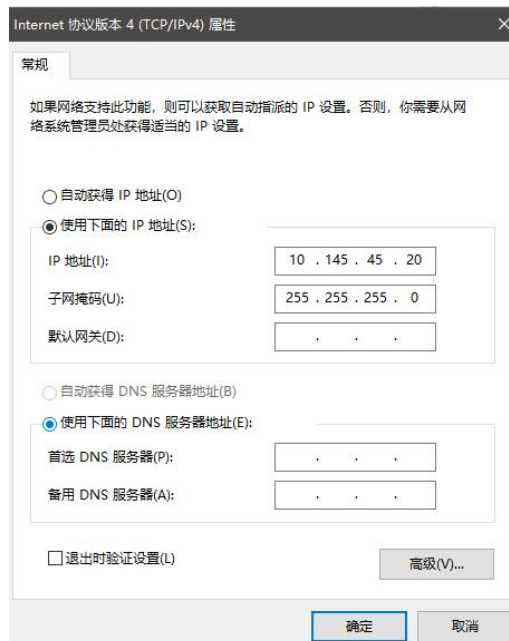 Internet 协议版本 4 (TCP/IPv4) 属性
常规
如果网络支持此功能，则可以获取自动指派的 IP 设置。否则，你需要从网
络系统管理员处获得适当的 IP 设置。
自动获得 IP 地址(O)
使用下面的 IP 地址(S):
IP 地址(I): 10 . 145 . 45 . 20
子网掩码(U): 255 . 255 . 255 . 0
默认网关(D): . . .
自动获得 DNS 服务器地址(B)
使用下面的 DNS 服务器地址(E):
首选 DNS 服务器(P): . . .
备用 DNS 服务器(A): . . .
退出时验证设置(L)
高级(V)...
确定 取消